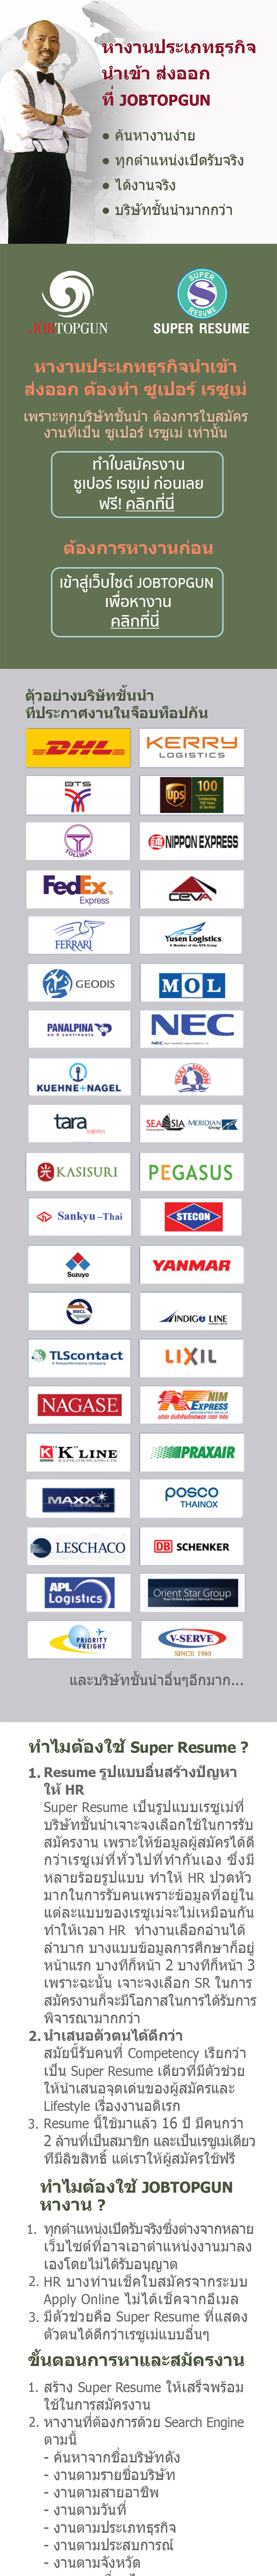 หางานประเภทธุรกิจ
นำเข้า ส่งออก
ที่ JOBTOPGUN
● ค้นหางานง่าย
● ทุกตำแหน่งเปิดรับจริง
● ได้งานจริง
● บริษัทชั้นนำมากกว่า
JOBTOPGUN
SUPER RESUME
S
SUPER RESUME
หางานประเภทธุรกิจนำเข้า
ส่งออก ต้องทำ ซูเปอร์ เรซูเม่
เพราะทุกบริษัทชั้นนำ ต้องการใบสมัคร
งานที่เป็น ซูเปอร์ เรซูเม่ เท่านั้น
ทำใบสมัครงาน
ซูเปอร์ เรซูเม่ ก่อนเลย
ฟรี! คลิกที่นี่
ต้องการหางานก่อน
เข้าสู่เว็บไซต์ JOBTOPGUN
เพื่อหางาน
คลิกที่นี่
ตัวอย่างบริษัทชั้นนำ
ที่ประกาศงานในจ็อบท็อปกัน
DHL
KERRY
LOGISTICS
BTS
ups
100
TOLLWAY
NIPPON EXPRESS
FedEx
Express
CEVA
FERRARI
Yusen Logistics
GEODIS
MOL
PANALPINA
on 6 continents
NEC
KUEHNE+NAGEL
THAI UNION
tara
logistics
SEA ASIA MERIDIAN
KASISURI
PEGASUS
Sankyu-Thai
STECON
Suzuyo
YANMAR
BMCL
INDIGO LINE
TLScontact
A Teleperformance Company
LIXIL
NAGASE
NIM
EXPRESS
"K" LINE
PRAXAIR
MAXX
posco
THAINOX
LESCHACO
DB SCHENKER
APL
Logistics
Orient Star Group
PRIORITY
FREIGHT
V-SERVE
SINCE 1980
และบริษัทชั้นนำอื่นๆอีกมาก...
ทำไมต้องใช้ Super Resume ?
1. Resume รูปแบบอื่นสร้างปัญหา
ให้ HR
Super Resume เป็นรูปแบบเรซูเม่ที่
บริษัทชั้นนำเจาะจงเลือกใช้ในการรับ
สมัครงาน เพราะให้ข้อมูลผู้สมัครได้ดี
กว่าเรซูเม่ที่ทั่วไปที่ทำกันเอง ซึ่งมี
หลายร้อยรูปแบบ ทำให้ HR ปวดหัว
มากในการรับคนเพราะข้อมูลที่อยู่ใน
แต่ละแบบของเรซูเม่จะไม่เหมือนกัน
ทำให้เวลา HR ทำงานเลือกอ่านได้
ลำบาก บางแบบข้อมูลการศึกษาก็อยู่
หน้าแรก บางทีก็หน้า 2 บางทีก็หน้า 3
เพราะฉะนั้น เจาะจงเลือก SR ในการ
สมัครงานก็จะมีโอกาสในการได้รับการ
พิจารณามากกว่า
2. นำเสนอตัวตนได้ดีกว่า
สมัยนี้รับคนที่ Competency เรียกว่า
เป็น Super Resume เดียวที่มีตัวช่วย
ให้นำเสนอจุดเด่นของผู้สมัครและ
Lifestyle เรื่องงานอดิเรก
3. Resume นี้ใช้มาแล้ว 16 ปี มีคนกว่า
2 ล้านที่เป็นสมาชิก และเป็นเรซูเม่เดียว
ที่มีลิขสิทธิ์ แต่เราให้ผู้สมัครใช้ฟรี
ทำไมต้องใช้ JOBTOPGUN
หางาน ?
1. ทุกตำแหน่งเปิดรับจริงซึ่งต่างจากหลาย
เว็บไซต์ที่อาจเอาตำแหน่งงานมาลง
เองโดยไม่ได้รับอนุญาต
2. HR บางท่านเช็คใบสมัครจากระบบ
Apply Online ไม่ได้เช็คจากอีเมล
3. มีตัวช่วยคือ Super Resume ที่แสดง
ตัวตนได้ดีกว่าเรซูเม่แบบอื่นๆ
ขั้นตอนการหาและสมัครงาน
1. สร้าง Super Resume ให้เสร็จพร้อม
ใช้ในการสมัครงาน
2. หางานที่ต้องการด้วย Search Engine
ตามนี้
- ค้นหาจากชื่อบริษัทดัง
- งานตามรายชื่อบริษัท
- งานตามสายอาชีพ
- งานตามวันที่
- งานตามประเภทธุรกิจ
- งานตามประสบการณ์
- งานตามจังหวัด